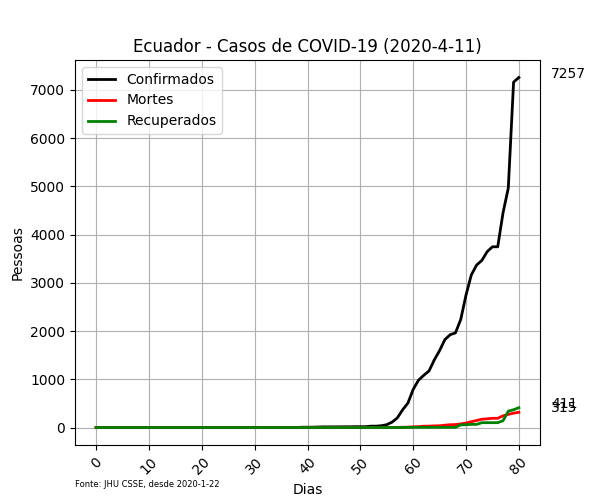 Ecuador - Casos de COVID-19 (2020-4-11)
Confirmados
Mortes
Recuperados
7257
411
315
Pessoas
7000
6000
5000
4000
3000
2000
1000
0
0 10 20 30 40 50 60 70 80
Dias
Fonte: JHU CSSE, desde 2020-1-22